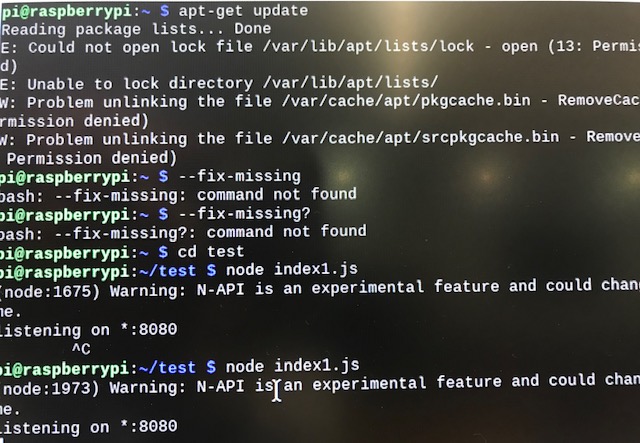 pi@raspberrypi:~ $ apt-get update
Reading package lists... Done
E: Could not open lock file /var/lib/apt/lists/lock - open (13: Permis
d)
E: Unable to lock directory /var/lib/apt/lists/
W: Problem unlinking the file /var/cache/apt/pkgcache.bin - RemoveCac
rmission denied)
W: Problem unlinking the file /var/cache/apt/srcpkgcache.bin - Remove
Permission denied)
pi@raspberrypi:~ $ --fix-missing
bash: --fix-missing: command not found
pi@raspberrypi:~ $ --fix-missing?
bash: --fix-missing?: command not found
pi@raspberrypi:~ $ cd test
pi@raspberrypi:~/test $ node index1.js
(node:1675) Warning: N-API is an experimental feature and could chang
me.
listening on *:8080
^C
pi@raspberrypi:~/test $ node index1.js
(node:1973) Warning: N-API is an experimental feature and could chan
me.
listening on *:8080